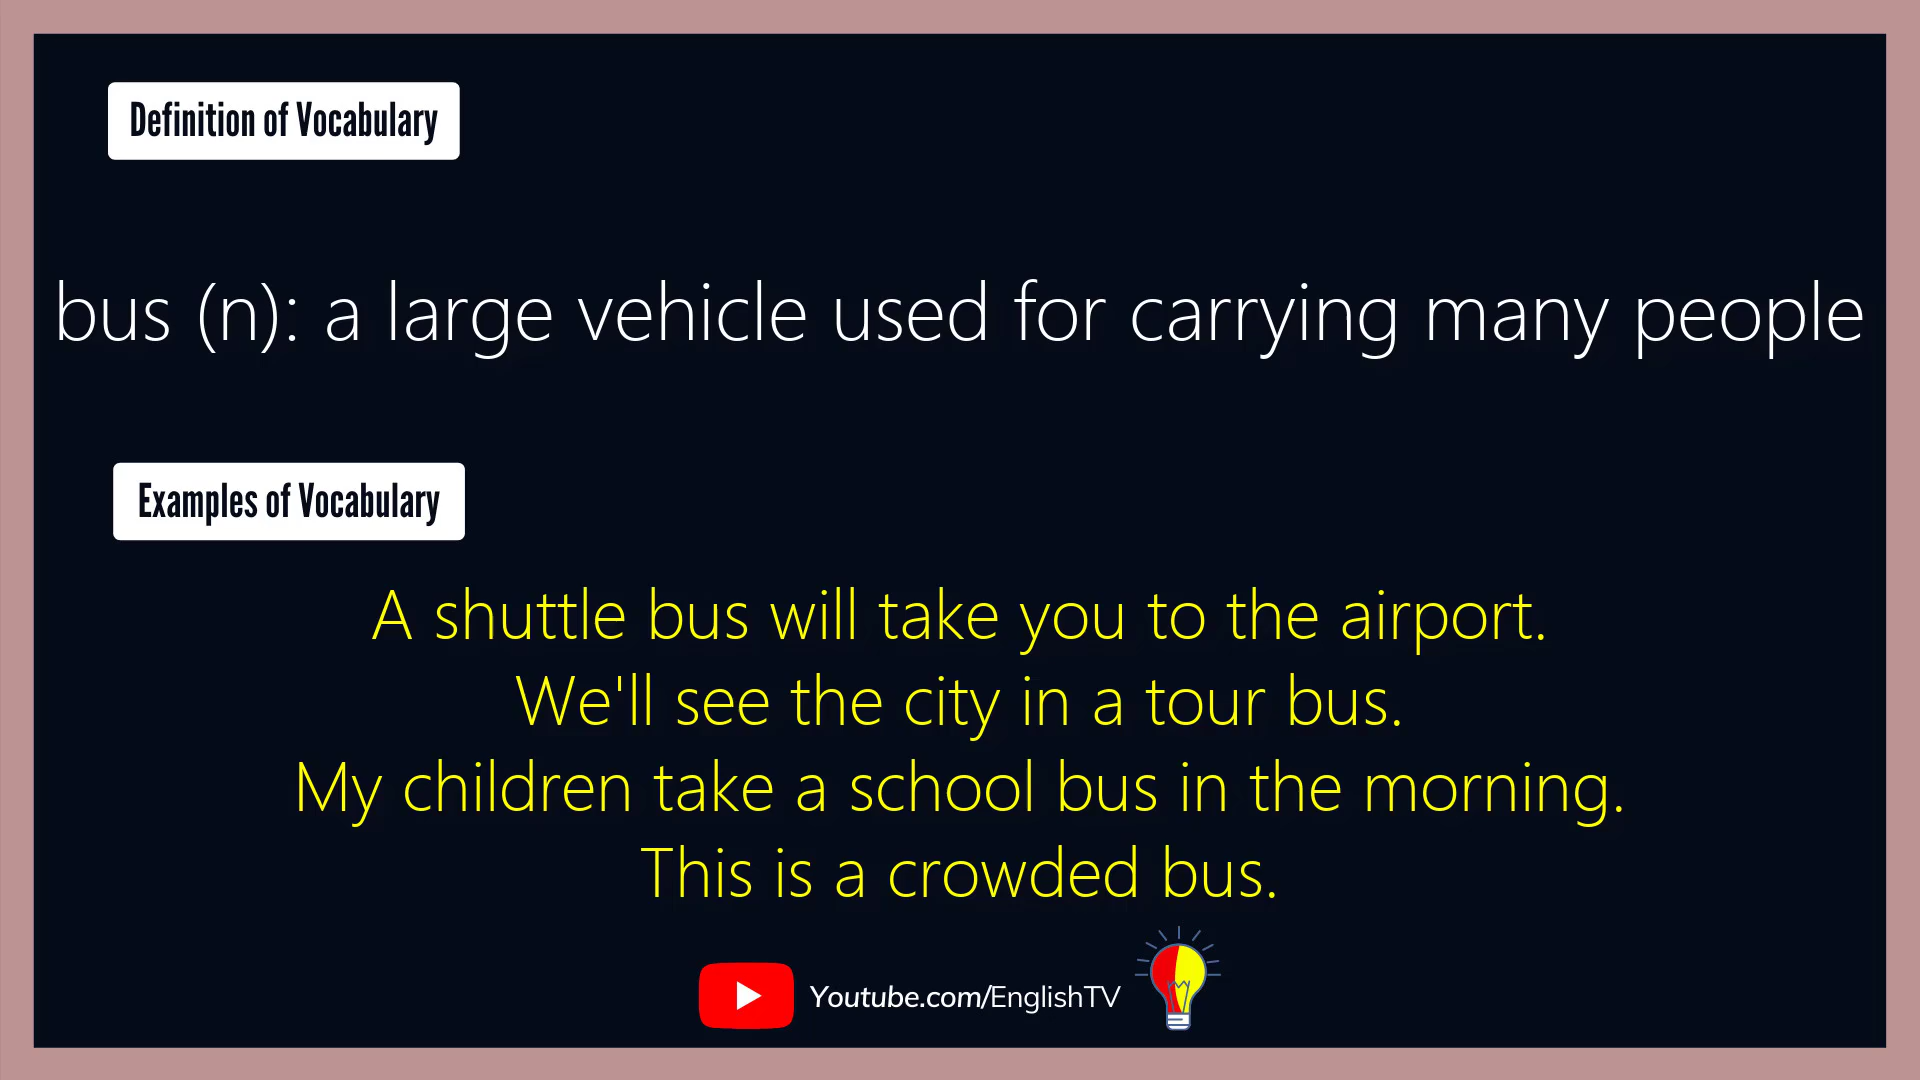 Definition of Vocabulary
bus (n): a large vehicle used for carrying many people
Examples of Vocabulary
A shuttle bus will take you to the airport.
We'll see the city in a tour bus.
My children take a school bus in the morning.
This is a crowded bus.
Youtube.com/EnglishTV